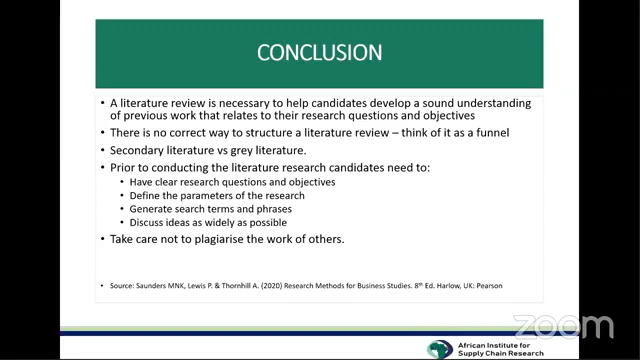 CONCLUSION
• A literature review is necessary to help candidates develop a sound understanding
of previous work that relates to their research questions and objectives
• There is no correct way to structure a literature review – think of it as a funnel
• Secondary literature vs grey literature.
• Prior to conducting the literature research candidates need to:
• Have clear research questions and objectives
• Define the parameters of the research
• Generate search terms and phrases
• Discuss ideas as widely as possible
• Take care not to plagiarise the work of others.
• Source: Saunders MNK, Lewis P. & Thornhill A. (2020) Research Methods for Business Studies. 8th Ed. Harlow, UK: Pearson
zoom
African Institute for
Supply Chain Research